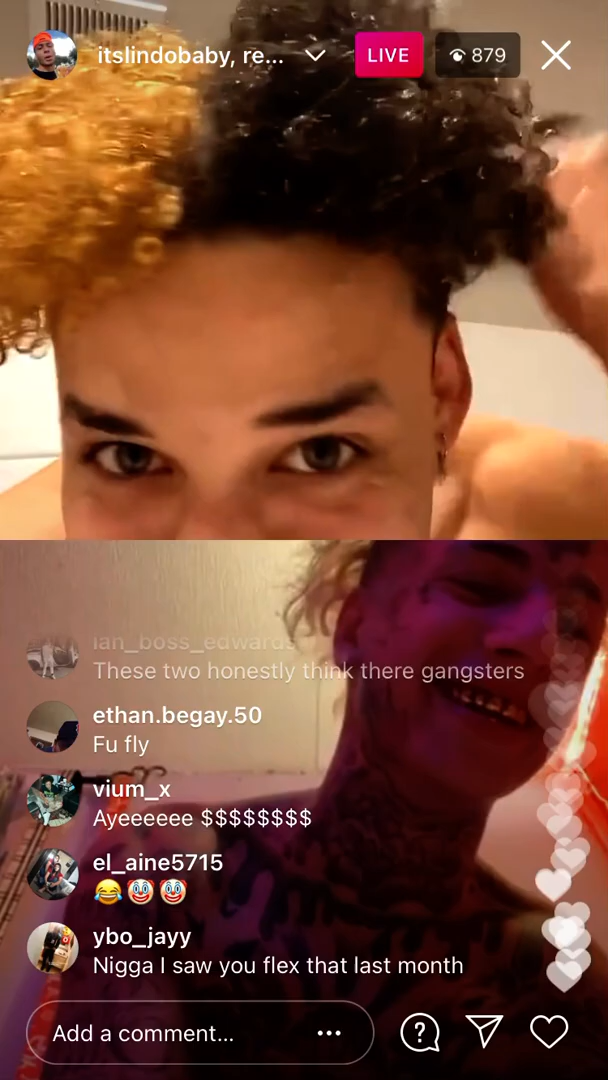 itslindobaby, re...
LIVE
879
ian_boss_edwards
These two honestly think there gangsters
ethan.begay.50
Fu fly
vium_x
Ayeeeeee $$$$$$$$
el_aine5715
😂🤡🤡
ybo_jayy
Nigga I saw you flex that last month
Add a comment...